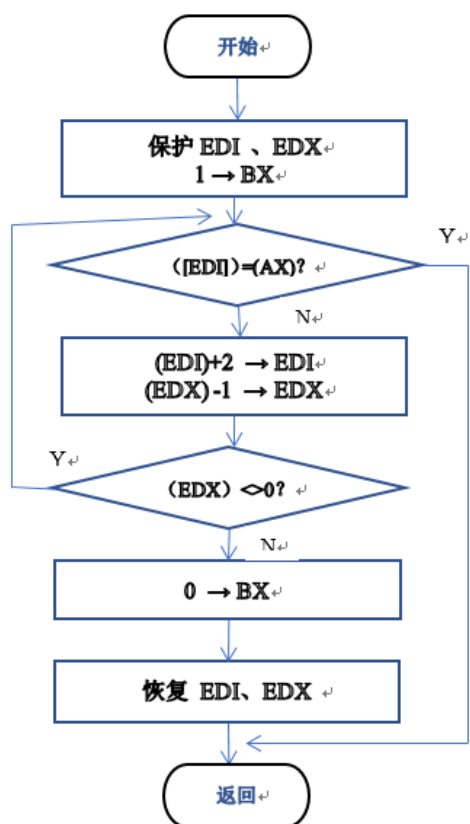 开始↵
保护 EDI 、EDX↵
1 → BX↵
Y↵
（[EDI]）=(AX)？ ↵
N↵
(EDI)+2 → EDI↵
(EDX) -1 → EDX↵
Y↵
（EDX）<>0？ ↵
N↵
0 → BX↵
恢复 EDI、EDX ↵
返回↵